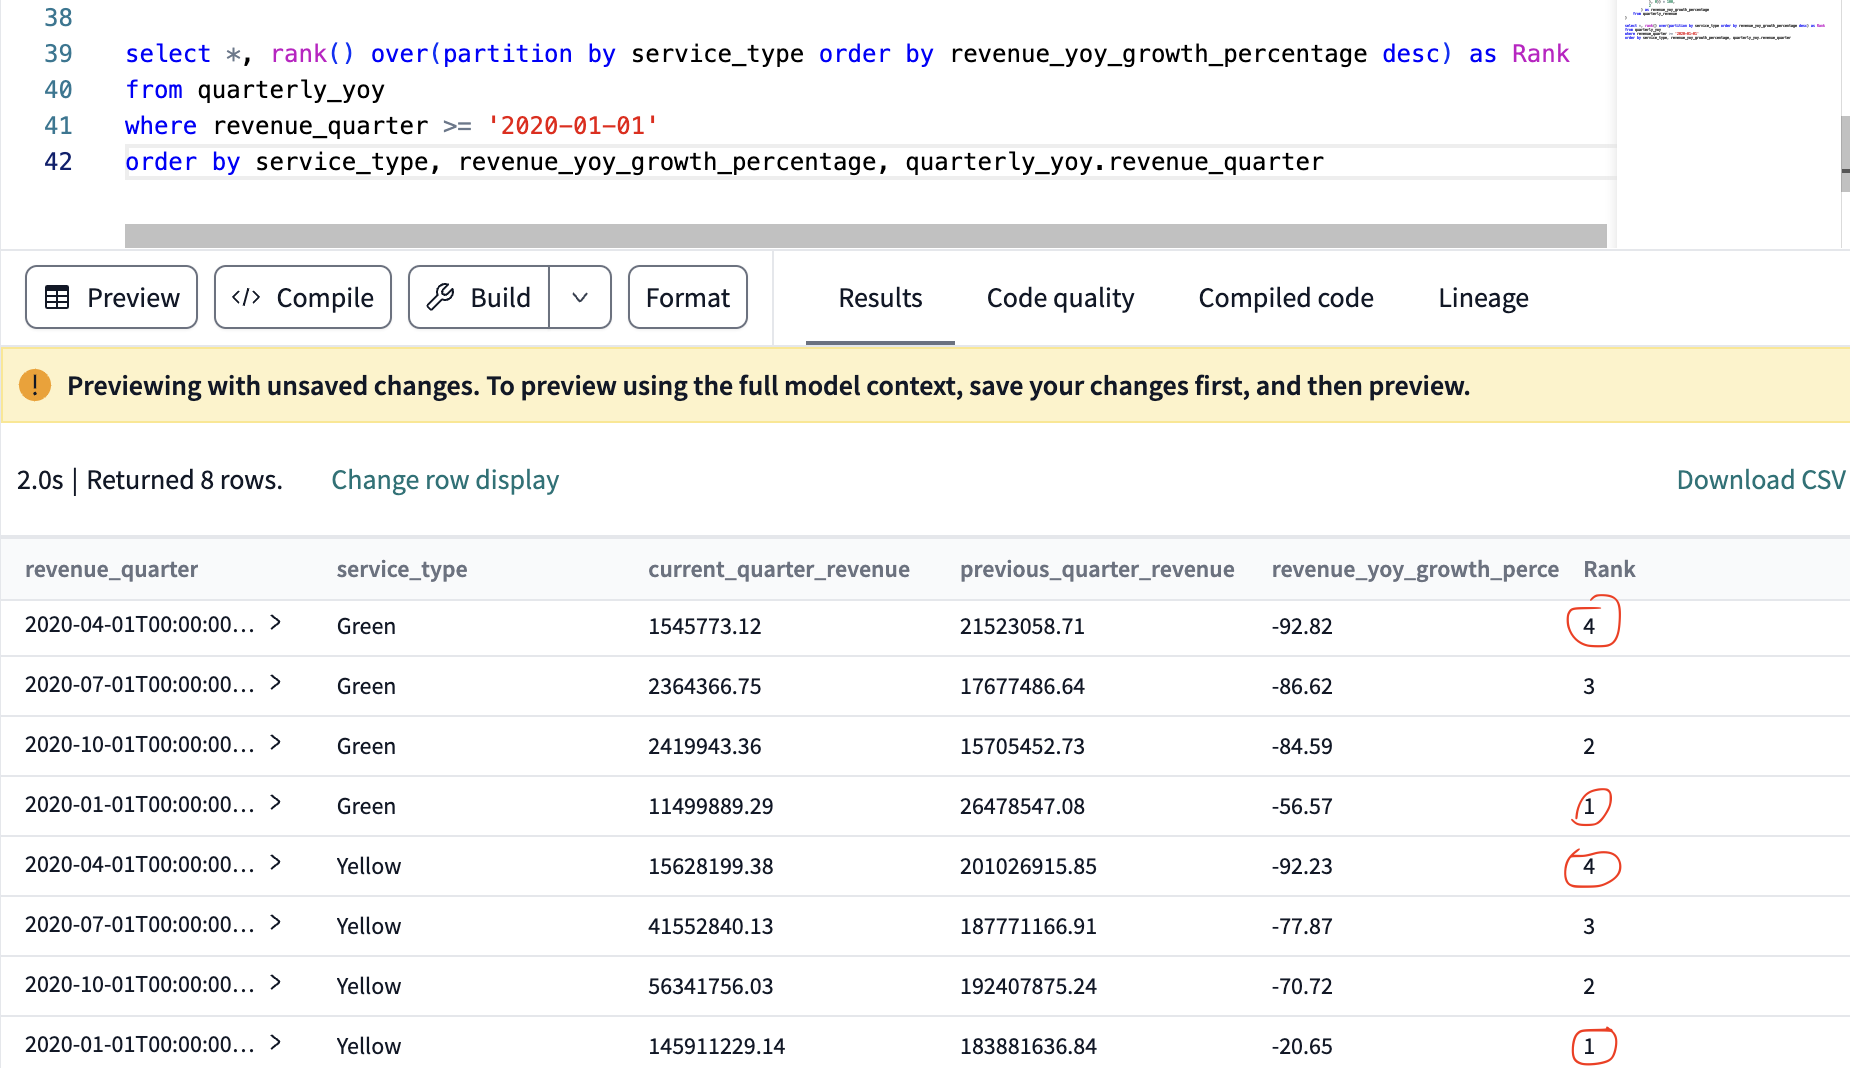 38
39 select *, rank() over(partition by service_type order by revenue_yoy_growth_percentage desc) as Rank
40 from quarterly_yoy
41 where revenue_quarter >= '2020-01-01'
42 order by service_type, revenue_yoy_growth_percentage, quarterly_yoy.revenue_quarter
Preview </> Compile Build Format Results Code quality Compiled code Lineage
! Previewing with unsaved changes. To preview using the full model context, save your changes first, and then preview.
2.0s | Returned 8 rows. Change row display Download CSV
revenue_quarter service_type current_quarter_revenue previous_quarter_revenue revenue_yoy_growth_perce Rank
2020-04-01T00:00:00... > Green 1545773.12 21523058.71 -92.82 4
2020-07-01T00:00:00... > Green 2364366.75 17677486.64 -86.62 3
2020-10-01T00:00:00... > Green 2419943.36 15705452.73 -84.59 2
2020-01-01T00:00:00... > Green 11499889.29 26478547.08 -56.57 1
2020-04-01T00:00:00... > Yellow 15628199.38 201026915.85 -92.23 4
2020-07-01T00:00:00... > Yellow 41552840.13 187771166.91 -77.87 3
2020-10-01T00:00:00... > Yellow 56341756.03 192407875.24 -70.72 2
2020-01-01T00:00:00... > Yellow 145911229.14 183881636.84 -20.65 1